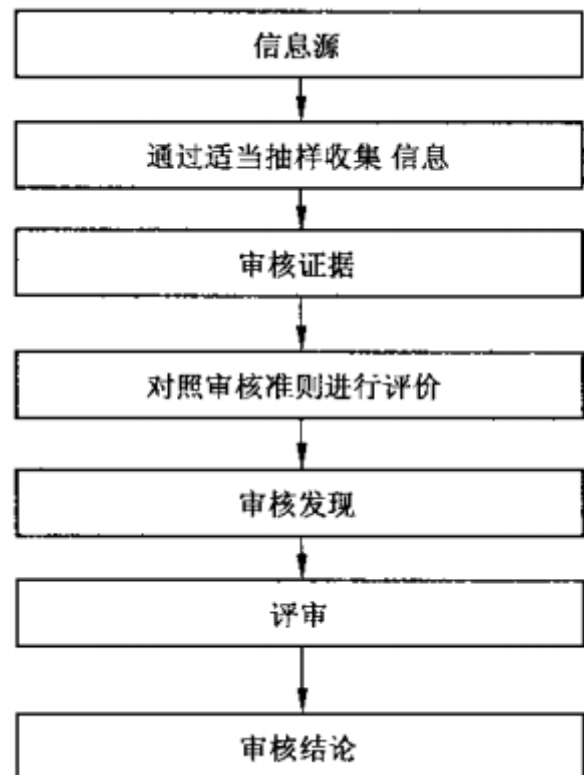 信息源
通过适当抽样收集 信息
审核证据
对照审核准则进行评价
审核发现
评审
审核结论